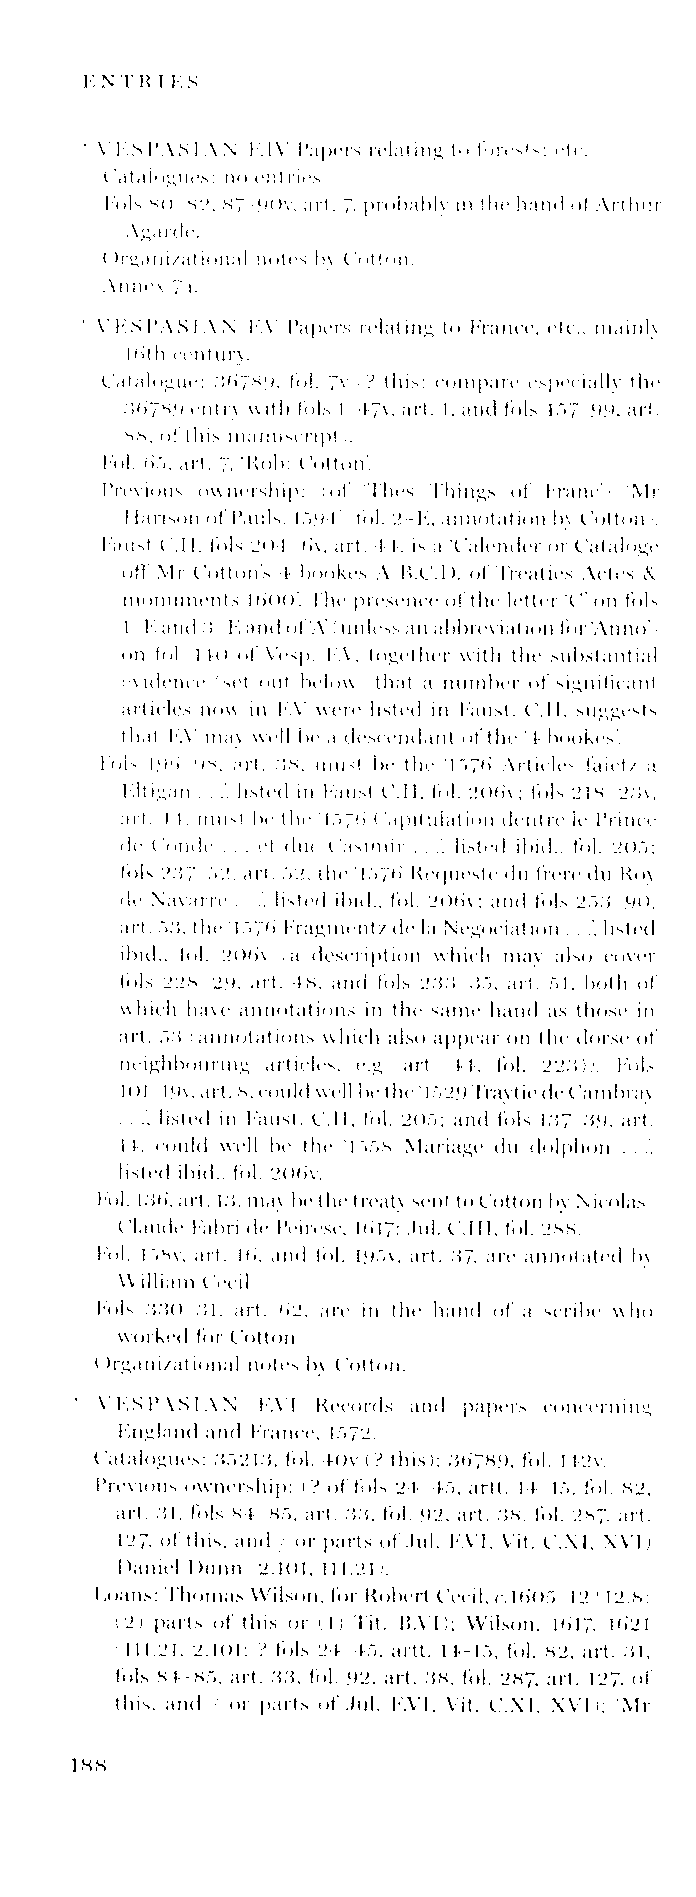 ENTRIES
* VESPASIAN E.IV Papers relating to forests; etc.
Catalogues: no entries.
Fols 80–82, 87–90v, art. 7, probably in the hand of Arthur
Agarde.
Organizational notes by Cotton.
Annex 74.
* VESPASIAN F.V Papers relating to France, etc., mainly
16th century.
Catalogue: 36789, fol. 7v (? this: compare especially the
36789 entry with fols 1–47v, art. 1, and fols 457–99, art.
88, of this manuscript).
Fol. 65, art. 7, 'Rob: Cotton'.
Previous ownership: (of 'Thes Things of Franc') 'Mr
Harison of Pauls, 1594' (fol. 2*E, annotation by Cotton).
Faust. C.II, fols 204–6v, art. 44, is a 'Calender or Cataloge
off Mr Cotton's 4 bookes A.B.C.D. of Treaties Actes &
monuments 1600'. The presence of the letter 'C' on fols
1*E and 3*E and of 'A' (unless an abbreviation for 'Anno')
on fol. 140 of Vesp. F.V, together with the substantial
evidence (set out below) that a number of significant
articles now in F.V were listed in Faust. C.II, suggests
that F.V may well be a descendant of the '4 bookes'.
Fols 196–98, art. 38, must be the '1576 Articles faietz a
Eltigan . . .', listed in Faust C.II, fol. 206v; fols 218–23v,
art. 44, must be the '1576 Capitulation dentre le Prince
de Conde . . . et duc Casimir . . .', listed ibid., fol. 205;
fols 237–52, art. 52, the '1576 Requeste du frere du Roy
de Navarre . . .', listed ibid., fol. 206v; and fols 253–90,
art. 53, the '1576 Fragmentz de la Negociation . . .', listed
ibid., fol. 206v (a description which may also cover
fols 228–29, art. 48, and fols 233–35, art. 51, both of
which have annotations in the same hand as those in
art. 53 (annotations which also appear on the dorse of
neighbouring articles, e.g. art. 44, fol. 223)). Fols
101–19v, art. 8, could well be the '1529 Traytie de Cambray
. . .', listed in Faust. C.II, fol. 205; and fols 137–39, art.
14, could well be the '1558 Mariage du dolphon . . .',
listed ibid., fol. 206v.
Fol. 136, art. 13, may be the treaty sent to Cotton by Nicolas-
Claude Fabri de Peiresc, 1617: Jul. C.III, fol. 288.
Fol. 158v, art. 16, and fol. 195v, art. 37, are annotated by
William Cecil.
Fols 330–31, art. 62, are in the hand of a scribe who
worked for Cotton.
Organizational notes by Cotton.
* VESPASIAN F.VI Records and papers concerning
England and France, 1572.
Catalogues: 35213, fol. 40v (? this); 36789, fol. 142v.
Previous ownership: (? of fols 24–45, artt. 14–15, fol. 82,
art. 31, fols 84–85, art. 33, fol. 92, art. 38, fol. 287, art.
127, of this, and / or parts of Jul. F.VI, Vit. C.XI, XVI)
Daniel Dunn (2.101, 111.21).
Loans: Thomas Wilson, for Robert Cecil, c.1605–12 (12.8:
(2) parts of this or (1) Tit. B.VI); Wilson, 1617, 1621
(111.21, 2.101: ? fols 24–45, artt. 14–15, fol. 82, art. 31,
fols 84–85, art. 33, fol. 92, art. 38, fol. 287, art. 127, of
this, and / or parts of Jul. F.VI, Vit. C.XI, XVI); 'Mr
188